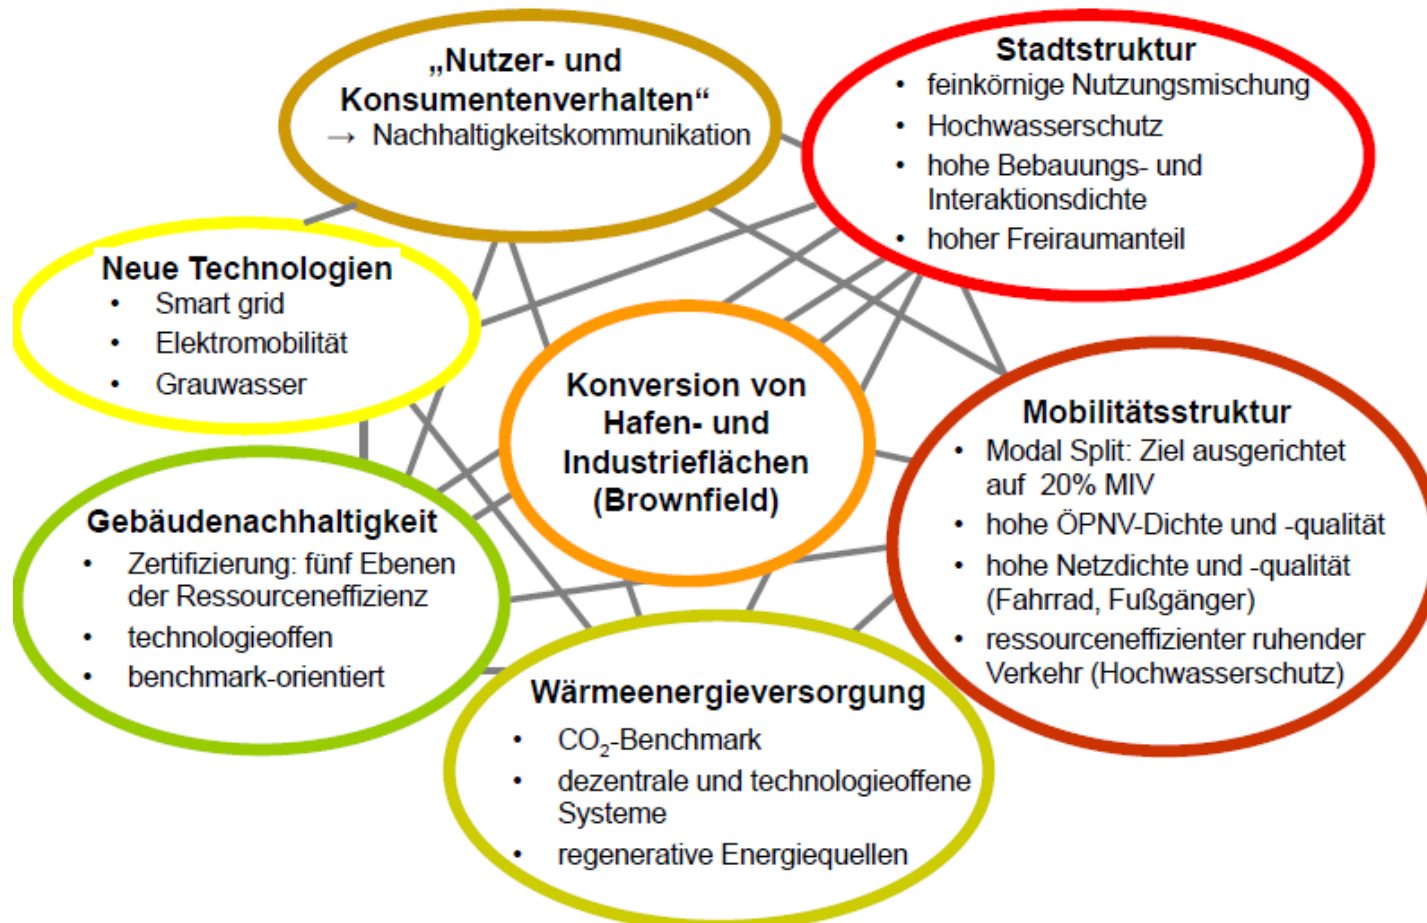 „Nutzer- und
Konsumentenverhalten“
→ Nachhaltigkeitskommunikation
Stadtstruktur
• feinkörnige Nutzungsmischung
• Hochwasserschutz
• hohe Bebauungs- und
Interaktionsdichte
• hoher Freiraumanteil
Neue Technologien
• Smart grid
• Elektromobilität
• Grauwasser
Konversion von
Hafen- und
Industrieflächen
(Brownfield)
Mobilitätsstruktur
• Modal Split: Ziel ausgerichtet
auf 20% MIV
• hohe ÖPNV-Dichte und -qualität
• hohe Netzdichte und -qualität
(Fahrrad, Fußgänger)
• ressourceneffizienter ruhender
Verkehr (Hochwasserschutz)
Gebäudenachhaltigkeit
• Zertifizierung: fünf Ebenen
der Ressourceneffizienz
• technologieoffen
• benchmark-orientiert
Wärmeenergieversorgung
• CO₂-Benchmark
• dezentrale und technologieoffene
Systeme
• regenerative Energiequellen